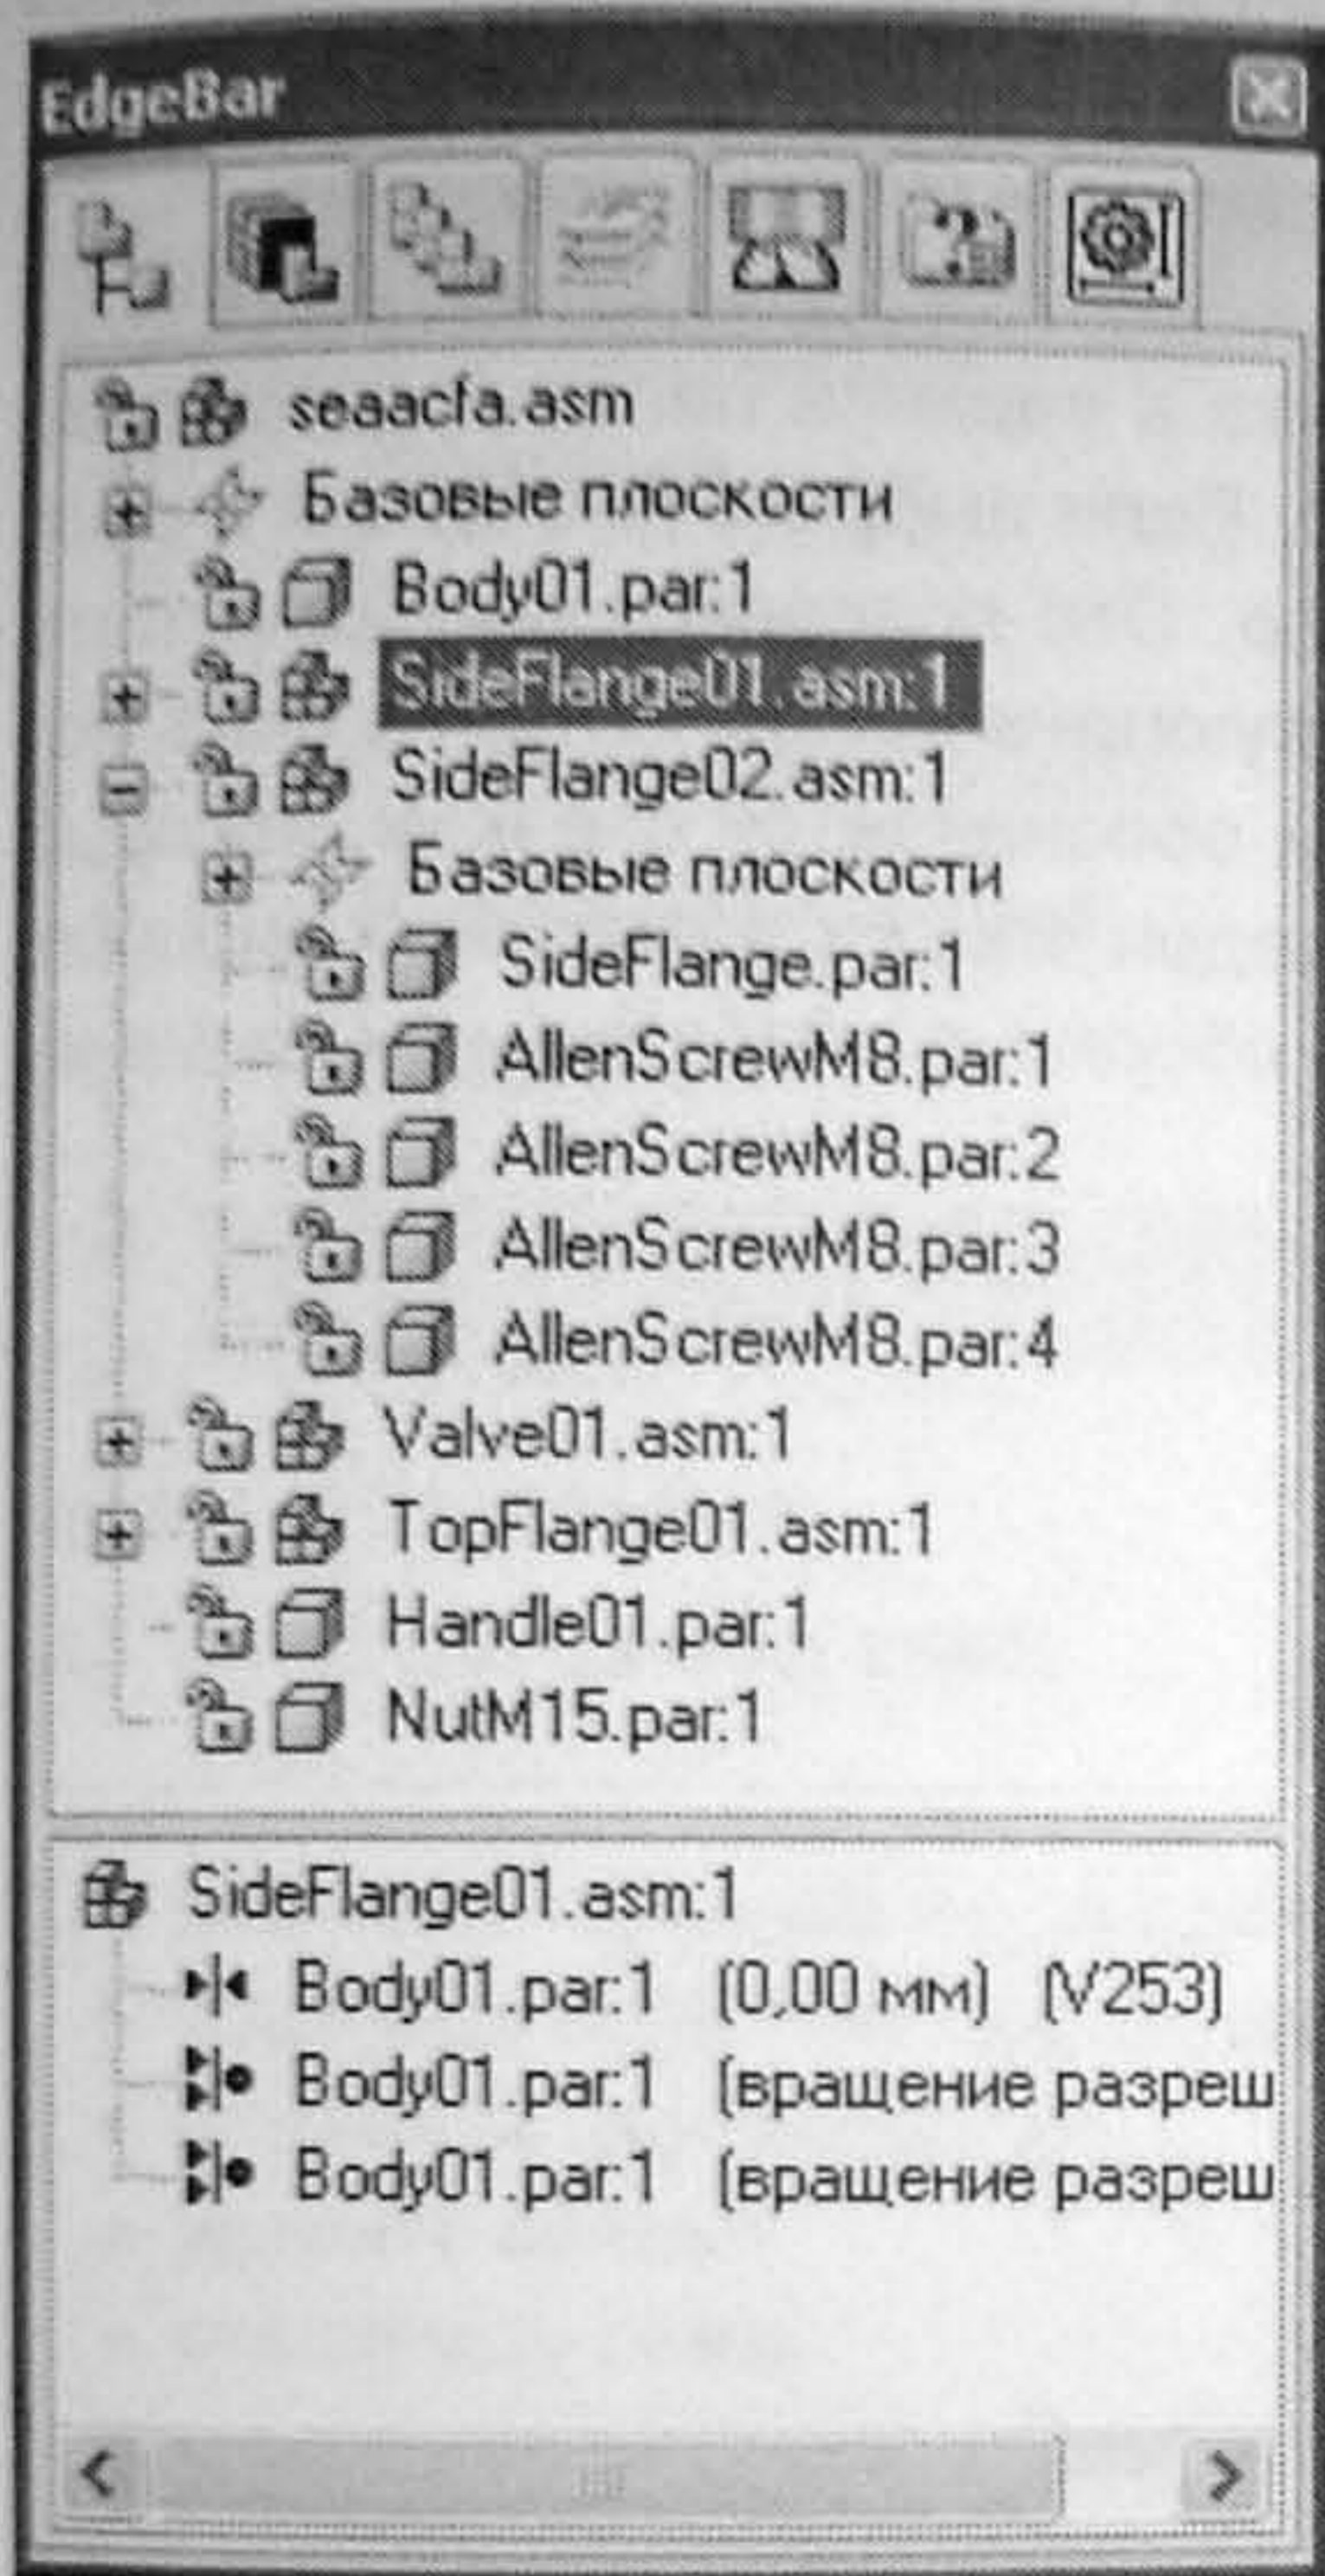 EdgeBar
seaacfa.asm
Базовые плоскости
Body01.par:1
SideFlange01.asm:1
SideFlange02.asm:1
Базовые плоскости
SideFlange.par:1
AllenScrewM8.par:1
AllenScrewM8.par:2
AllenScrewM8.par:3
AllenScrewM8.par:4
Valve01.asm:1
TopFlange01.asm:1
Handle01.par:1
NutM15.par:1
SideFlange01.asm:1
Body01.par:1 (0,00 мм) (V253)
Body01.par:1 (вращение разреш
Body01.par:1 (вращение разреш